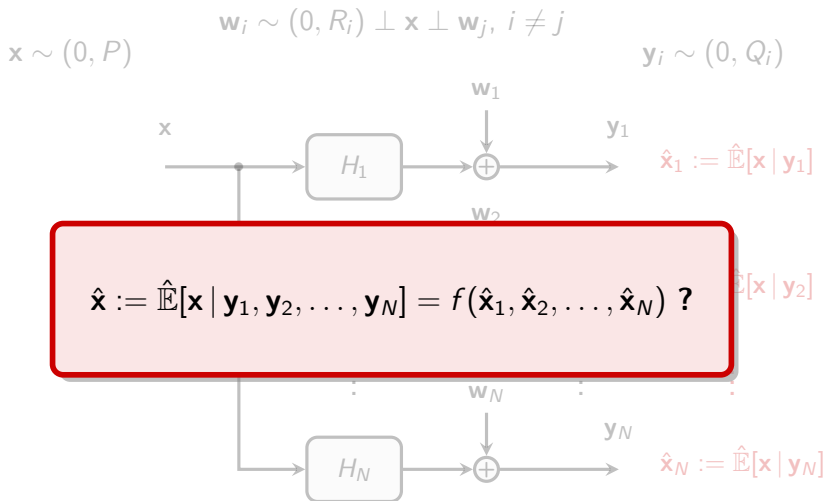 w_i ∼ (0, R_i) ⊥ x ⊥ w_j, i ≠ j
x ∼ (0, P)
y_i ∼ (0, Q_i)
w_1
x
y_1
H_1
+
x̂_1 := Ê[x | y_1]
w_2
Ê[x | y_2]
x̂ := Ê[x | y_1, y_2, . . . , y_N] = f(x̂_1, x̂_2, . . . , x̂_N) ?
w_N
y_N
H_N
+
x̂_N := Ê[x | y_N]